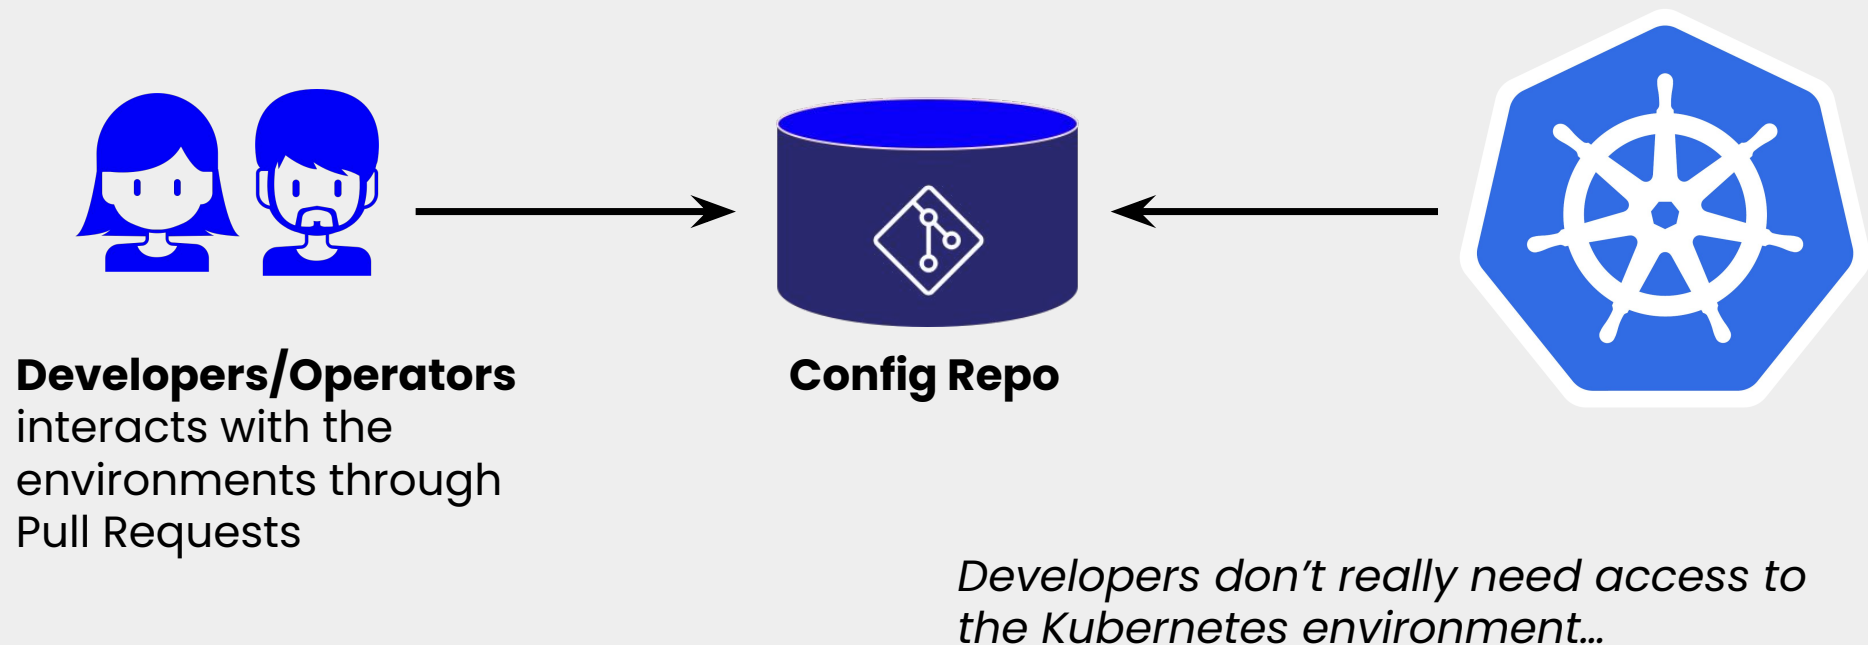 Developers/Operators
interacts with the
environments through
Pull Requests
Config Repo
Developers don’t really need access to
the Kubernetes environment…